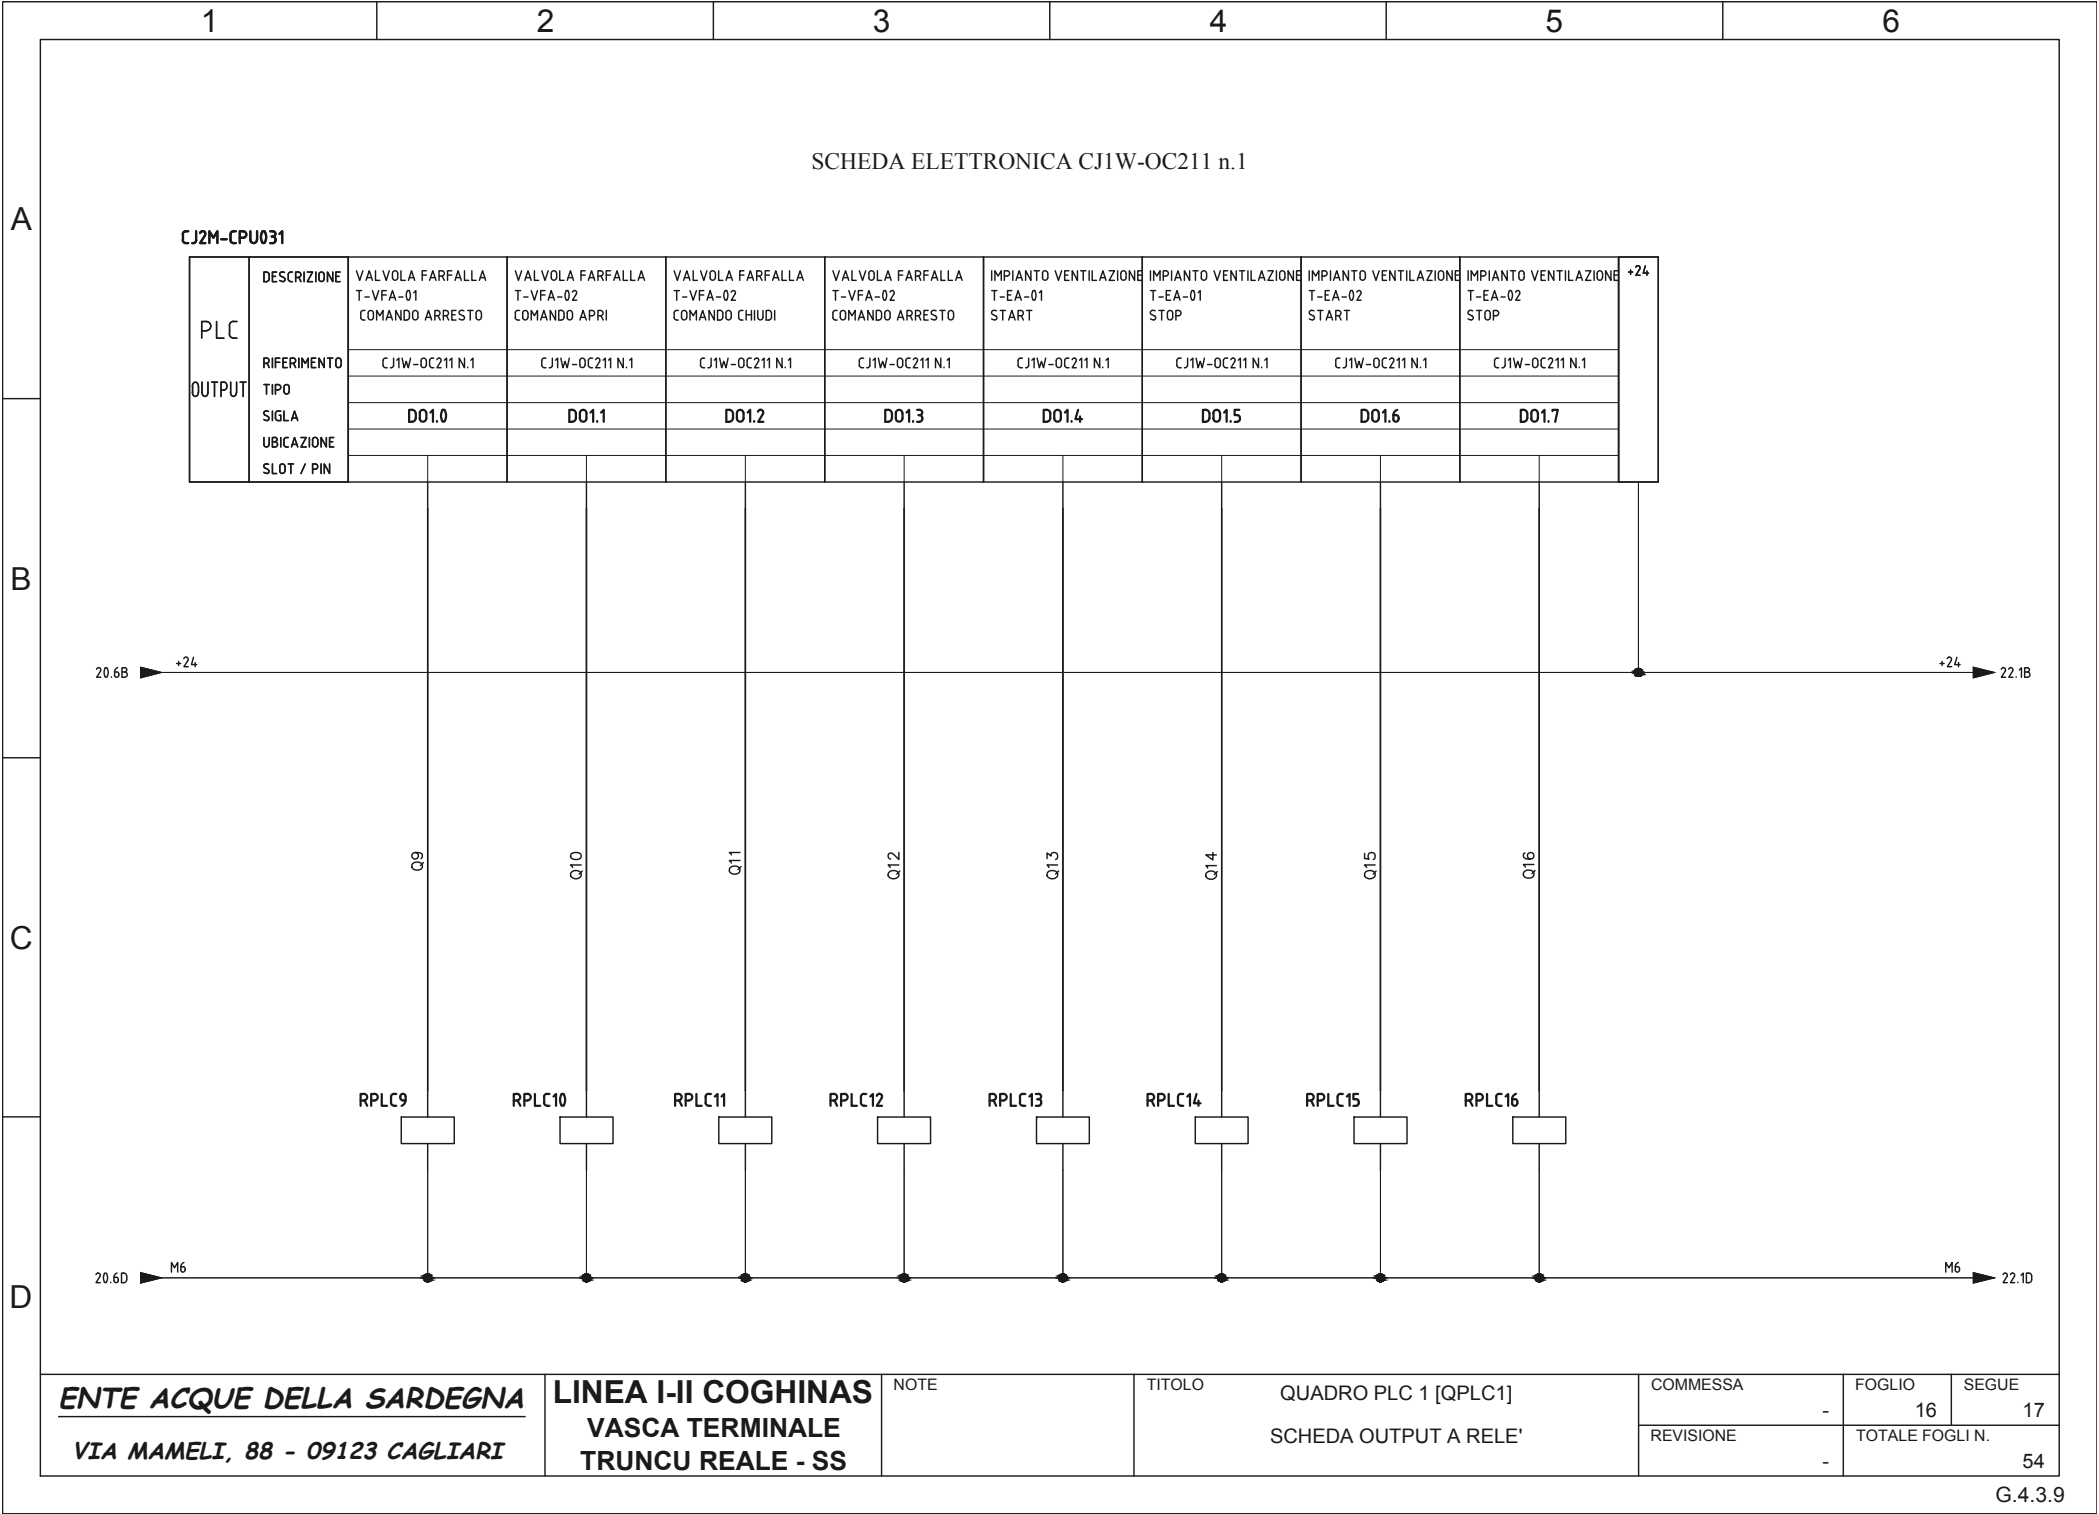 1 2 3 4 5 6
SCHEDA ELETTRONICA CJ1W-OC211 n.1
A
B
C
D
CJ2M-CPU031
PLC
OUTPUT
DESCRIZIONE
VALVOLA FARFALLA
T-VFA-01
COMANDO ARRESTO
VALVOLA FARFALLA
T-VFA-02
COMANDO APRI
VALVOLA FARFALLA
T-VFA-02
COMANDO CHIUDI
VALVOLA FARFALLA
T-VFA-02
COMANDO ARRESTO
IMPIANTO VENTILAZIONE
T-EA-01
START
IMPIANTO VENTILAZIONE
T-EA-01
STOP
IMPIANTO VENTILAZIONE
T-EA-02
START
IMPIANTO VENTILAZIONE
T-EA-02
STOP
+24
RIFERIMENTO CJ1W-OC211 N.1 CJ1W-OC211 N.1 CJ1W-OC211 N.1 CJ1W-OC211 N.1 CJ1W-OC211 N.1 CJ1W-OC211 N.1 CJ1W-OC211 N.1 CJ1W-OC211 N.1
TIPO
SIGLA DO1.0 DO1.1 DO1.2 DO1.3 DO1.4 DO1.5 DO1.6 DO1.7
UBICAZIONE
SLOT / PIN
20.6B +24 +24 22.1B
Q9 Q10 Q11 Q12 Q13 Q14 Q15 Q16
RPLC9 RPLC10 RPLC11 RPLC12 RPLC13 RPLC14 RPLC15 RPLC16
20.6D M6 M6 22.1D
ENTE ACQUE DELLA SARDEGNA
VIA MAMELI, 88 - 09123 CAGLIARI
LINEA I-II COGHINAS
VASCA TERMINALE
TRUNCU REALE - SS
NOTE
TITOLO
QUADRO PLC 1 [QPLC1]
SCHEDA OUTPUT A RELE'
COMMESSA
-
REVISIONE
-
FOGLIO
16
SEGUE
17
TOTALE FOGLI N.
54
G.4.3.9